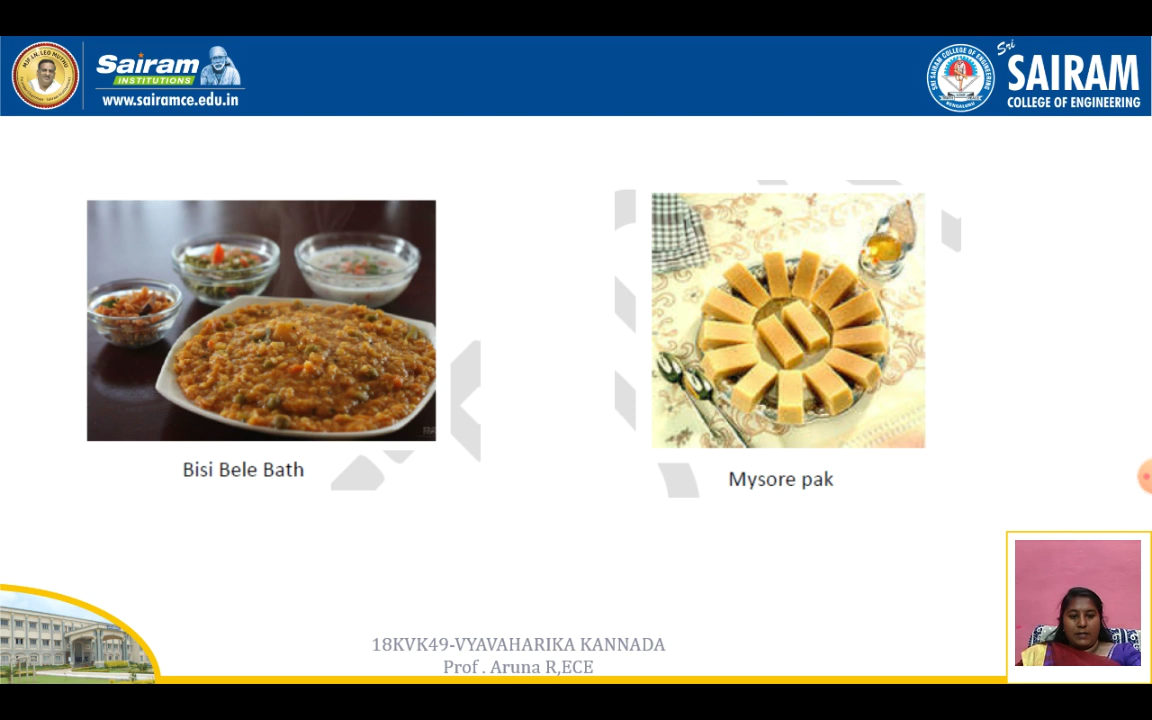 Sairam
INSTITUTIONS
www.sairamce.edu.in
Sri
SAIRAM
COLLEGE OF ENGINEERING
Bisi Bele Bath
Mysore pak
18KVK49-VYAVAHARIKA KANNADA
Prof . Aruna R,ECE